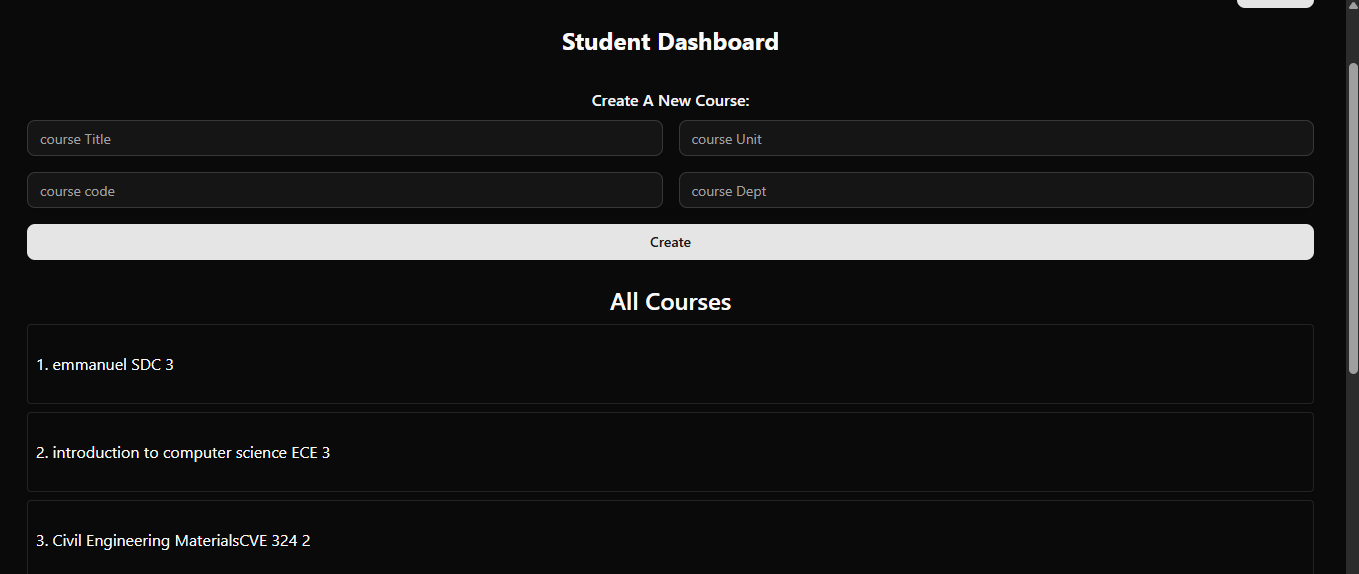 Student Dashboard
Create A New Course:
course Title
course Unit
course code
course Dept
Create
All Courses
1. emmanuel SDC 3
2. introduction to computer science ECE 3
3. Civil Engineering MaterialsCVE 324 2